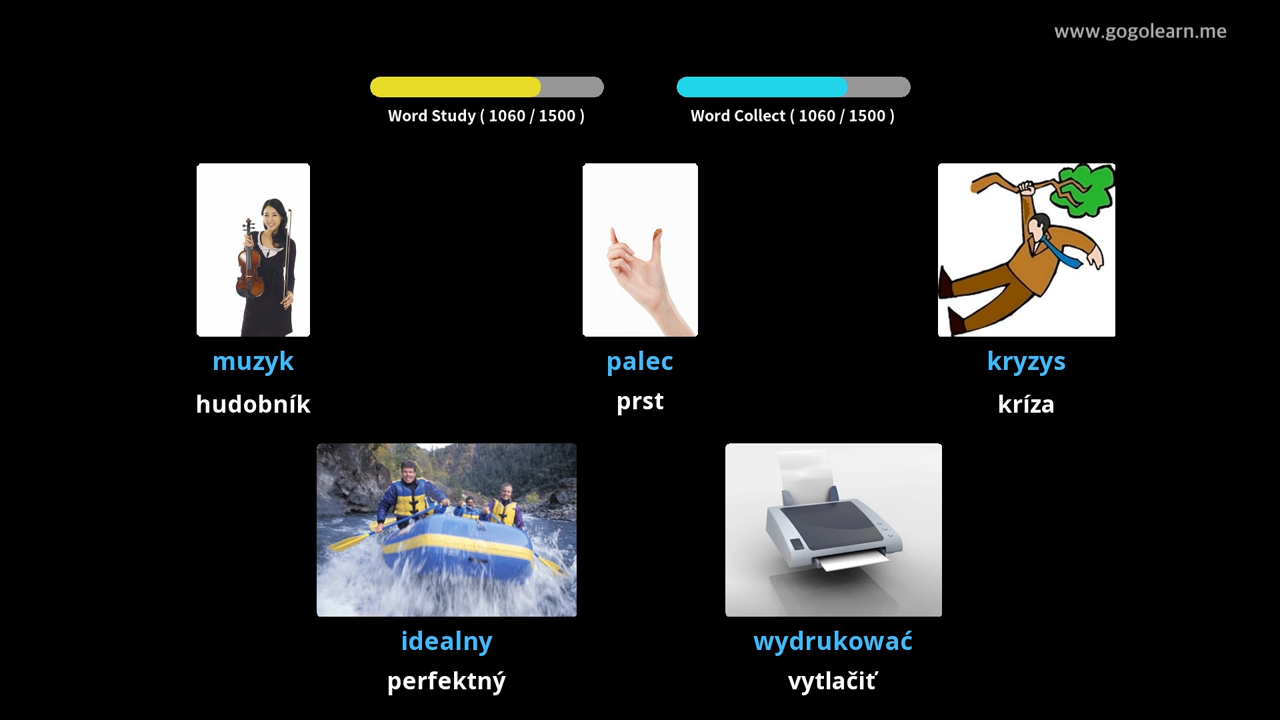 www.gogolearn.me
Word Study ( 1060 / 1500 )
Word Collect ( 1060 / 1500 )
muzyk
hudobník
palec
prst
kryzys
kríza
idealny
perfektný
wydrukować
vytlačiť